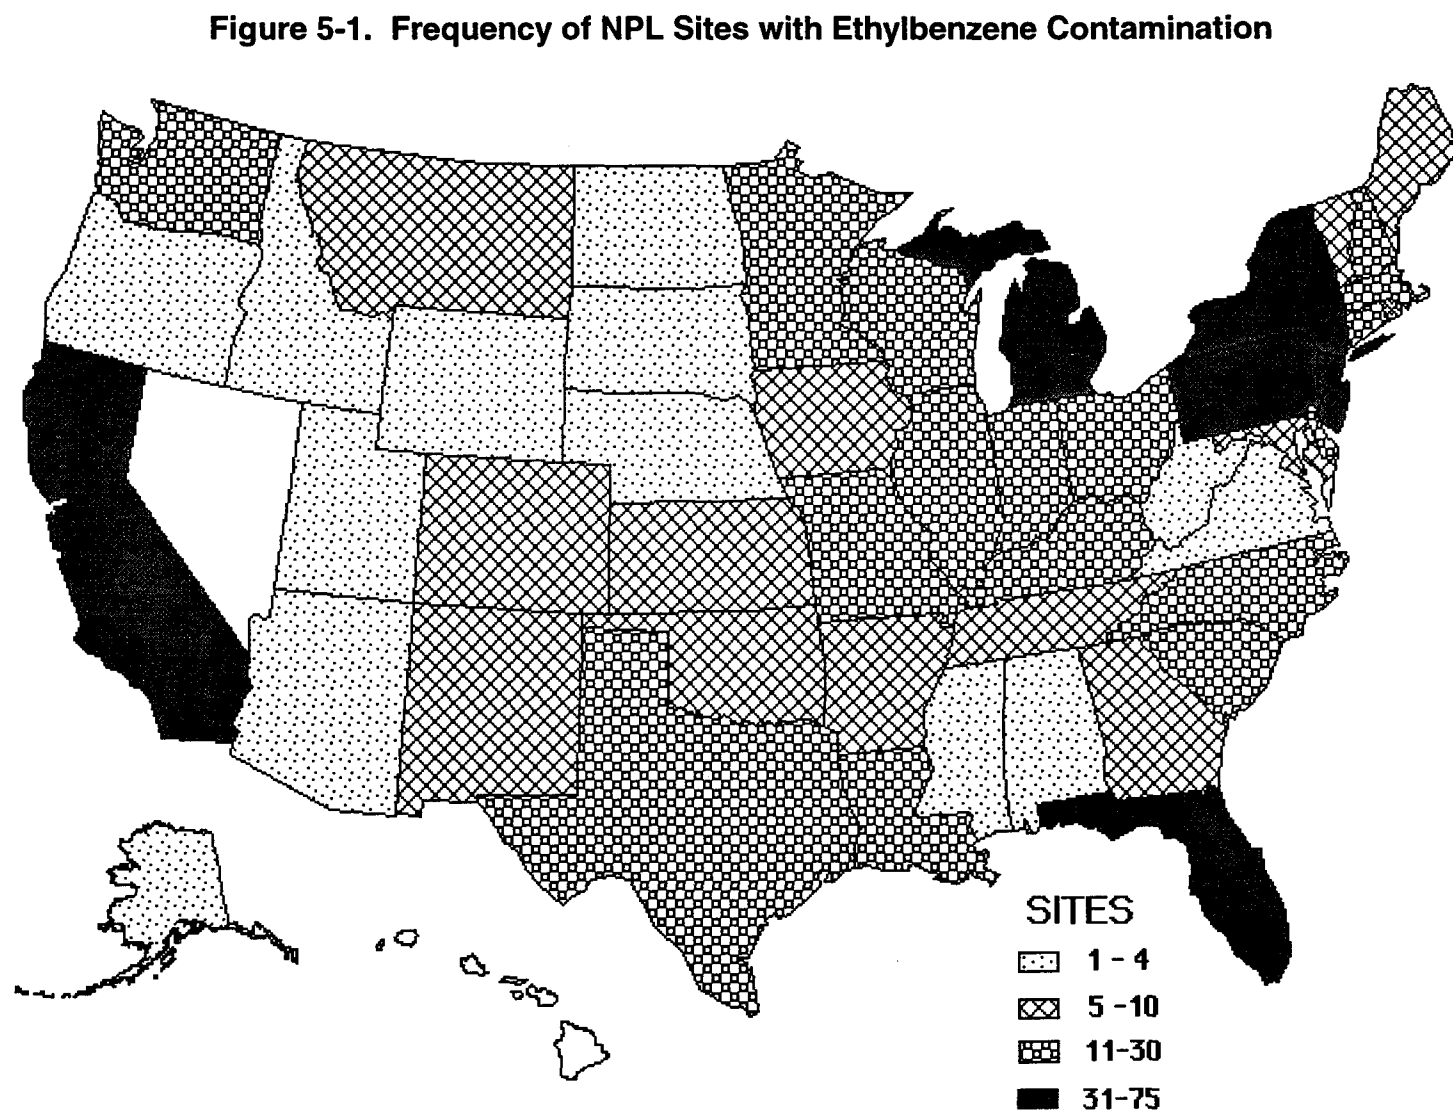 Figure 5-1. Frequency of NPL Sites with Ethylbenzene Contamination
SITES
1 - 4
5 -10
11-30
31-75